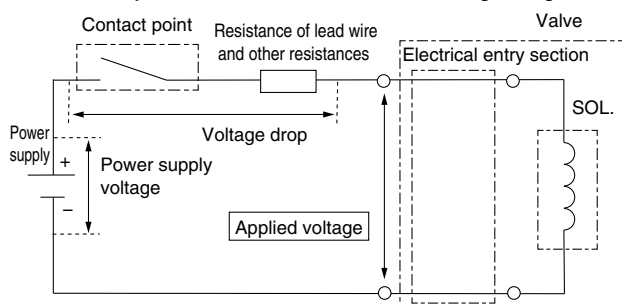 Valve
Contact point
Resistance of lead wire
and other resistances
Electrical entry section
SOL.
Voltage drop
Power
supply
+
−
Power supply
voltage
Applied voltage